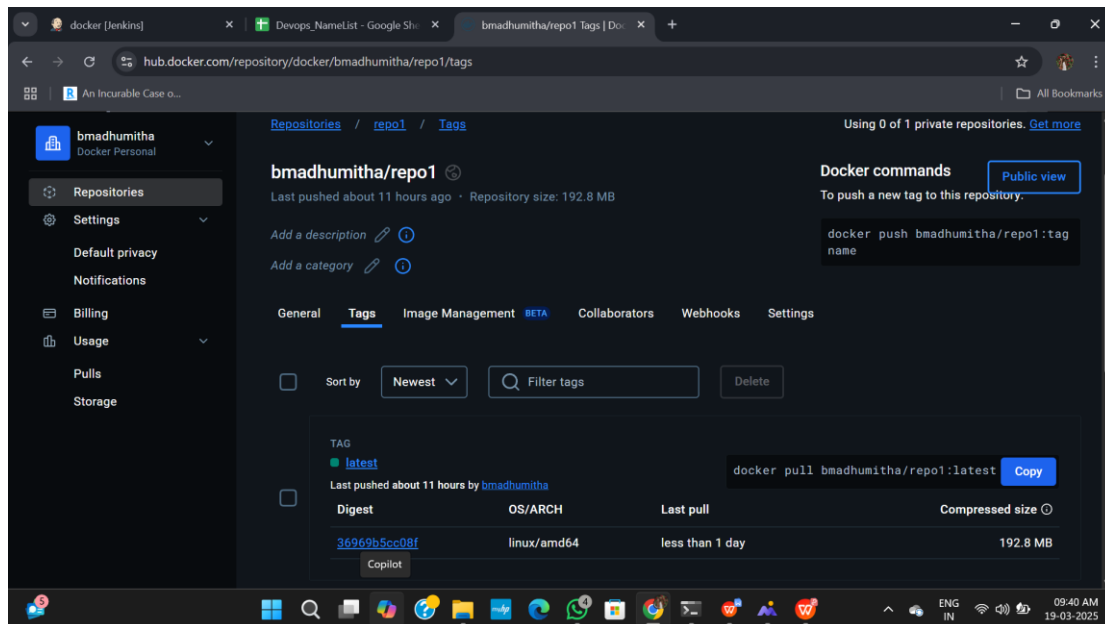 docker [Jenkins]
Devops_NameList - Google She
bmadhumitha/repo1 Tags | Doc
hub.docker.com/repository/docker/bmadhumitha/repo1/tags
An Incurable Case o...
All Bookmarks
bmadhumitha
Docker Personal
Repositories
Settings
Default privacy
Notifications
Billing
Usage
Pulls
Storage
Repositories / repo1 / Tags
Using 0 of 1 private repositories. Get more
bmadhumitha/repo1
Last pushed about 11 hours ago · Repository size: 192.8 MB
Add a description
Add a category
Docker commands
Public view
To push a new tag to this repository.
docker push bmadhumitha/repo1:tag
name
General Tags Image Management BETA Collaborators Webhooks Settings
Sort by Newest Filter tags Delete
TAG
latest
Last pushed about 11 hours by bmadhumitha
docker pull bmadhumitha/repo1:latest Copy
Digest OS/ARCH Last pull Compressed size
36969b5cc08f linux/amd64 less than 1 day 192.8 MB
Copilot
5
4
ENG
IN
09:40 AM
19-03-2025